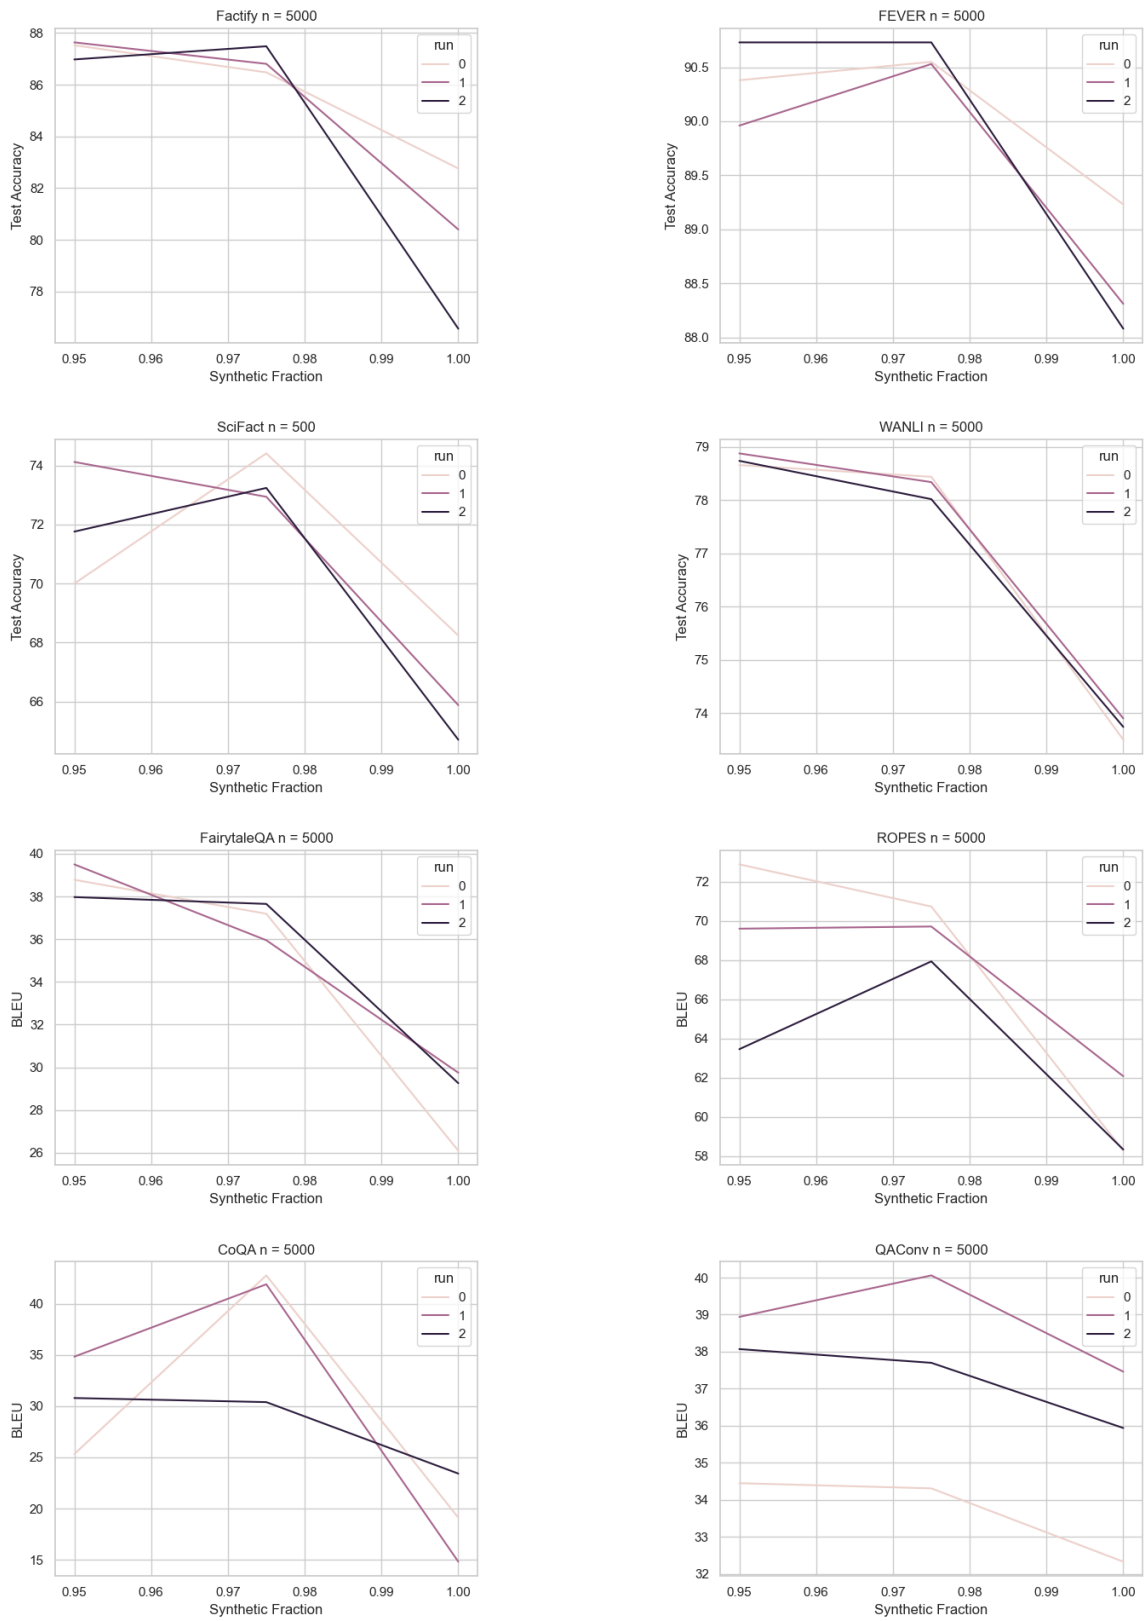 Factify n = 5000
88
86
84
82
80
78
Test Accuracy
0.95 0.96 0.97 0.98 0.99 1.00
Synthetic Fraction
run
0
1
2
FEVER n = 5000
90.5
90.0
89.5
89.0
88.5
88.0
Test Accuracy
0.95 0.96 0.97 0.98 0.99 1.00
Synthetic Fraction
run
0
1
2
SciFact n = 500
74
72
70
68
66
Test Accuracy
0.95 0.96 0.97 0.98 0.99 1.00
Synthetic Fraction
run
0
1
2
WANLI n = 5000
79
78
77
76
75
74
Test Accuracy
0.95 0.96 0.97 0.98 0.99 1.00
Synthetic Fraction
run
0
1
2
FairytaleQA n = 5000
40
38
36
34
32
30
28
26
BLEU
0.95 0.96 0.97 0.98 0.99 1.00
Synthetic Fraction
run
0
1
2
ROPES n = 5000
72
70
68
66
64
62
60
58
BLEU
0.95 0.96 0.97 0.98 0.99 1.00
Synthetic Fraction
run
0
1
2
CoQA n = 5000
40
35
30
25
20
15
BLEU
0.95 0.96 0.97 0.98 0.99 1.00
Synthetic Fraction
run
0
1
2
QAConv n = 5000
40
39
38
37
36
35
34
33
32
BLEU
0.95 0.96 0.97 0.98 0.99 1.00
Synthetic Fraction
run
0
1
2